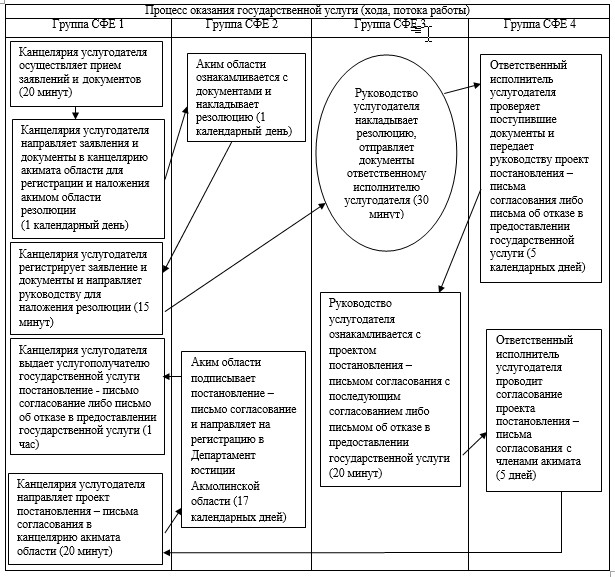 Процесс оказания государственной услуги (хода, потока работы)
Группа СФЕ 1
Группа СФЕ 2
Группа СФЕ 3
Группа СФЕ 4
Канцелярия услугодателя
осуществляет прием
заявлений и документов
(20 минут)
Канцелярия услугодателя
направляет заявления и
документы в канцелярию
акимата области для
регистрации и наложения
акимом области
резолюции
(1 календарный день)
Канцелярия услугодателя
регистрирует заявление и
документы и направляет
руководству для
наложения резолюции (15
минут)
Канцелярия услугодателя
выдает услугополучателю
государственной услуги
постановление - письмо
согласование либо письмо
об отказе в предоставлении
государственной услуги (1
час)
Канцелярия услугодателя
направляет проект
постановления – письма
согласования в
канцелярию акимата
области (20 минут)
Аким области
ознакамливается с
документами и
накладывает
резолюцию (1
календарный день)
Аким области
подписывает
постановление –
письмо согласование
и направляет на
регистрацию в
Департамент
юстиции
Акмолинской
области (17
календарных дней)
Руководство
услугодателя
накладывает
резолюцию,
отправляет
документы
ответственному
исполнителю
услугодателя (30
минут)
Руководство
услугодателя
ознакамливается с
проектом
постановления –
письмом согласования с
последующим
согласованием либо
письмом об отказе в
предоставлении
государственной услуги
(20 минут)
Ответственный
исполнитель
услугодателя
проверяет
поступившие
документы и
передает
руководству проект
постановления –
письма
согласования либо
письма об отказе в
предоставлении
государственной
услуги (5
календарных дней)
Ответственный
исполнитель
услугодателя
проводит
согласование
проекта
постановления –
письма
согласования с
членами акимата
(5 дней)